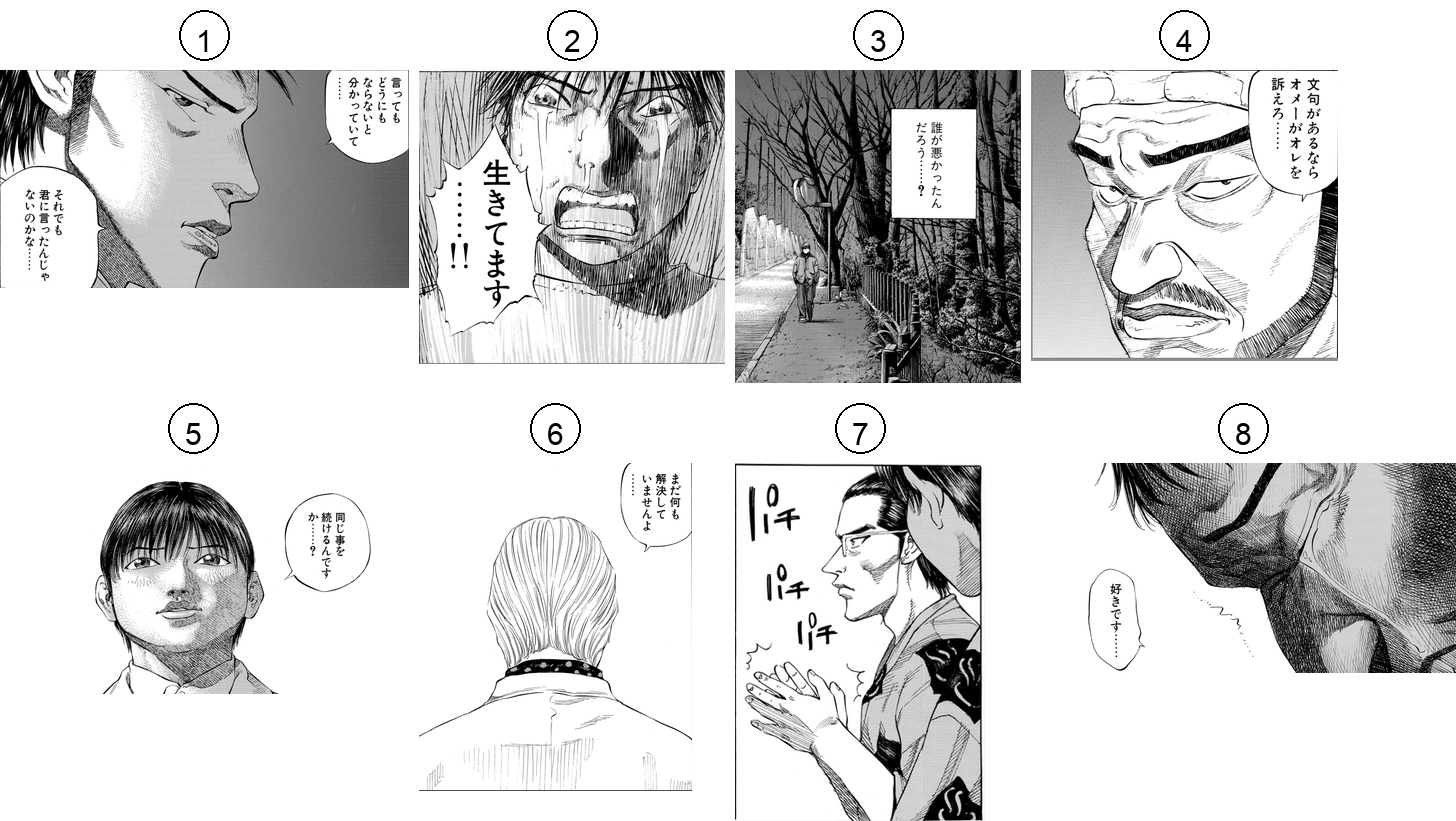 1
言っても
どうにも
ならないと
分かっていて
……
それでも
君に言ったんじゃ
ないのかな……
2
生きてます
……!!
3
誰が悪かったん
だろう……?
4
文句があるなら
オメーがオレを
訴えろ……
5
同じ事を
続けるんです
か……?
6
まだ何も
解決して
いませんよ
……
7
パチ
パチ
パチ
8
好きです……